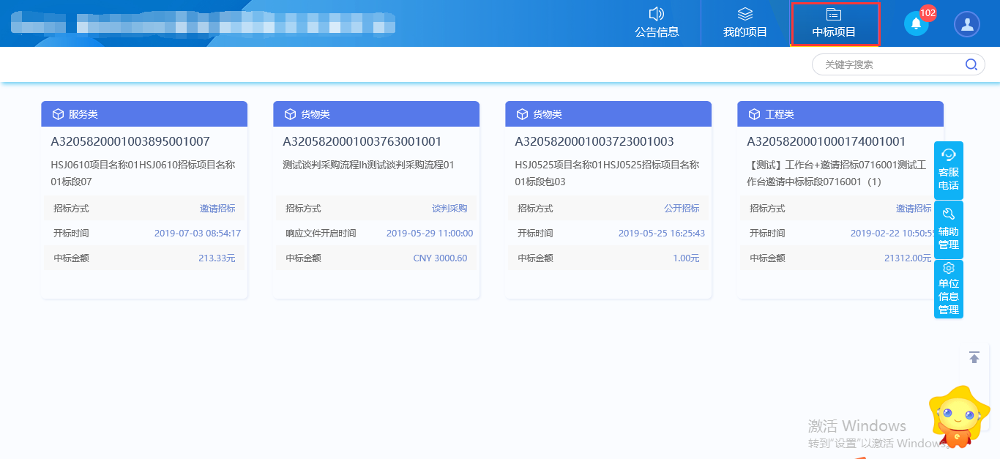 公告信息
我的项目
中标项目
102
关键字搜索
服务类
A3205820001003895001007
HSJ0610项目名称01HSJ0610招标项目名称
01标段07
招标方式 邀请招标
开标时间 2019-07-03 08:54:17
中标金额 213.33元
货物类
A3205820001003763001001
测试谈判采购流程lh测试谈判采购流程01
招标方式 谈判采购
响应文件开启时间 2019-05-29 11:00:00
中标金额 CNY 3000.60
货物类
A3205820001003723001003
HSJ0525项目名称01HSJ0525招标项目名称
01标段包03
招标方式 公开招标
开标时间 2019-05-25 16:25:43
中标金额 1.00元
工程类
A3205820001000174001001
【测试】工作台+邀请招标0716001测试工
作台邀请中标标段0716001（1）
招标方式 邀请招标
开标时间 2019-02-22 10:50:5
中标金额 21312.00元
客服
电话
辅助
管理
单位
信息
管理
激活 Windows
转到"设置"以激活 Windows